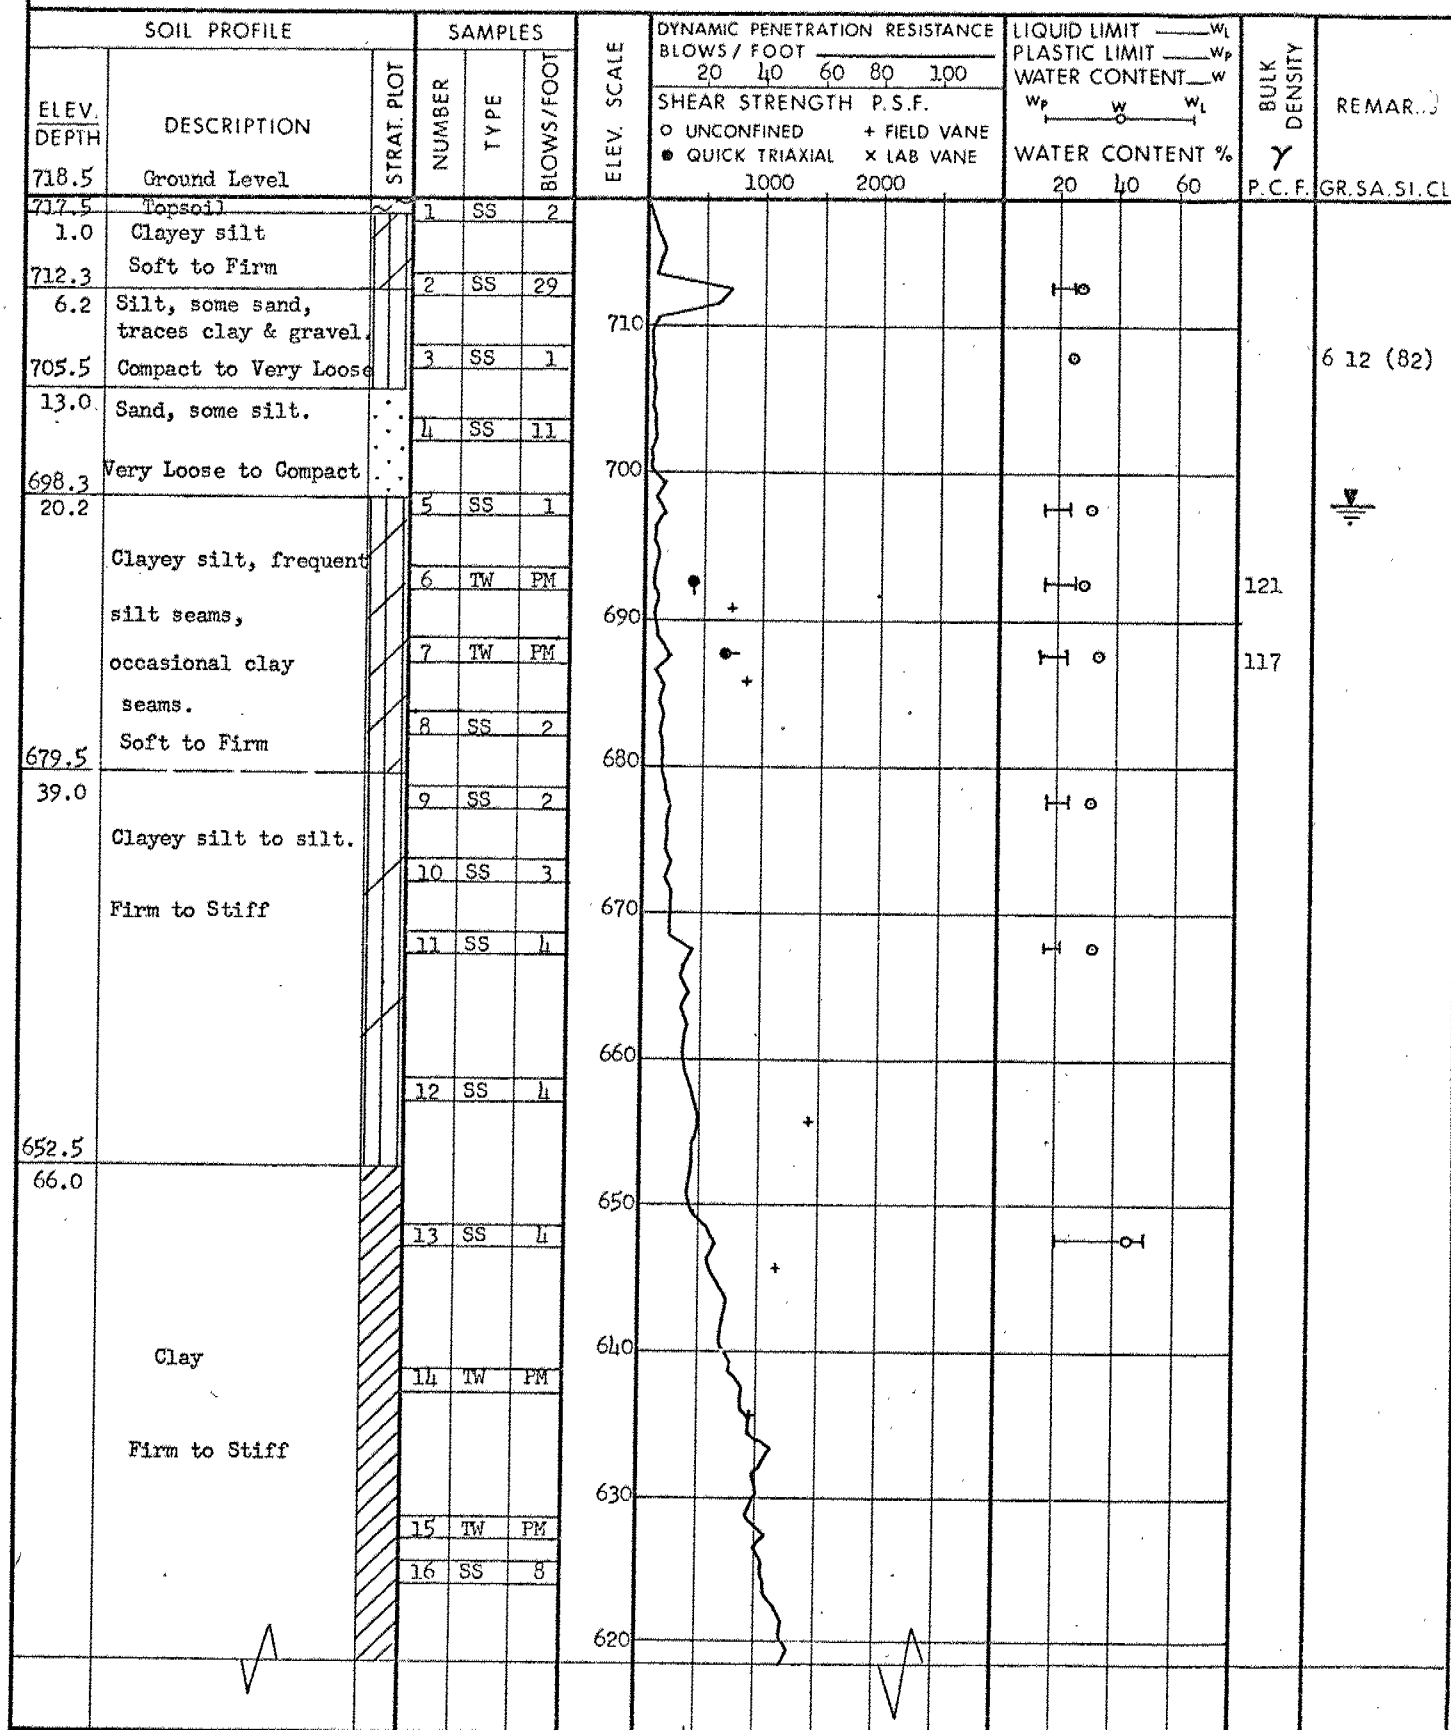 SOIL PROFILE
SAMPLES
ELEV. SCALE
DYNAMIC PENETRATION RESISTANCE
BLOWS / FOOT
20 40 60 80 100
SHEAR STRENGTH P.S.F.
○ UNCONFINED + FIELD VANE
● QUICK TRIAXIAL × LAB VANE
1000 2000
LIQUID LIMIT ——WL
PLASTIC LIMIT ——WP
WATER CONTENT——W
WP W WL
WATER CONTENT %
20 40 60
BULK DENSITY
γ
P.C.F.
GR.SA.SI.CL
ELEV.
DEPTH
DESCRIPTION
STRAT. PLOT
NUMBER
TYPE
BLOWS/FOOT
718.5 Ground Level
717.5 Topsoil
1 SS 2
1.0 Clayey silt
Soft to Firm
712.3
2 SS 29
6.2 Silt, some sand,
traces clay & gravel.
710
3 SS 1
6 12 (82)
705.5 Compact to Very Loose
13.0 Sand, some silt.
4 SS 11
Very Loose to Compact
700
698.3
20.2
5 SS 1
Clayey silt, frequent
6 TW PM
121
silt seams,
690
7 TW PM
117
occasional clay
seams.
8 SS 2
Soft to Firm
679.5
680
39.0
9 SS 2
Clayey silt to silt.
10 SS 3
Firm to Stiff
670
11 SS 4
660
12 SS 4
652.5
66.0
650
13 SS 4
Clay
640
14 TW PM
Firm to Stiff
630
15 TW PM
16 SS 8
620